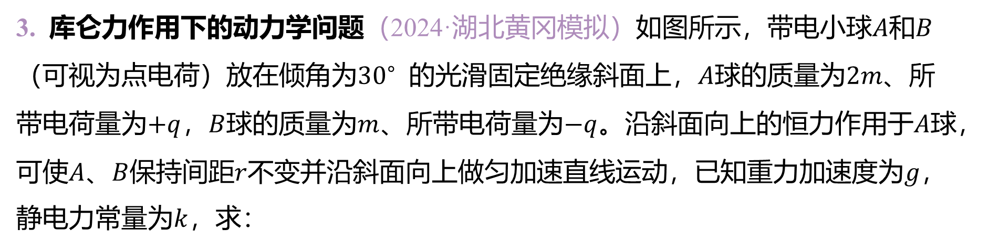 3. 库仑力作用下的动力学问题（2024·湖北黄冈模拟）如图所示，带电小球A和B
（可视为点电荷）放在倾角为30°的光滑固定绝缘斜面上，A球的质量为2m、所
带电荷量为+q，B球的质量为m、所带电荷量为−q。沿斜面向上的恒力作用于A球，
可使A、B保持间距r不变并沿斜面向上做匀加速直线运动，已知重力加速度为g，
静电力常量为k，求：